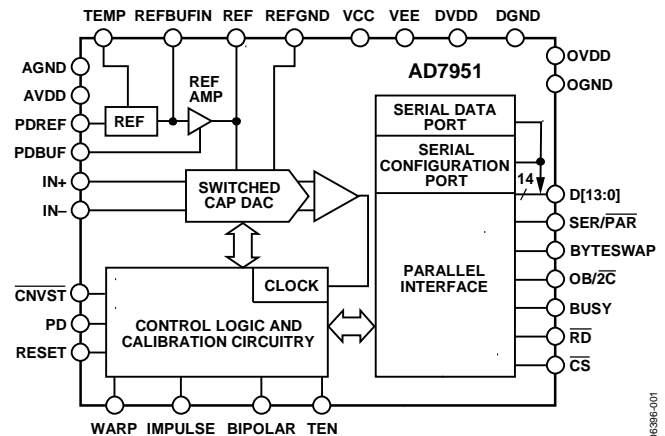 TEMP REFBUFIN REF REFGND VCC VEE DVDD DGND
AGND
AVDD
PDREF
PDBUF
IN+
IN–
CNVST
PD
RESET
REF
REF
AMP
AD7951
SERIAL DATA
PORT
SERIAL
CONFIGURATION
PORT
14
SWITCHED
CAP DAC
CLOCK
CONTROL LOGIC AND
CALIBRATION CIRCUITRY
PARALLEL
INTERFACE
OVDD
OGND
D[13:0]
SER/PAR
BYTESWAP
OB/2C
BUSY
RD
CS
WARP IMPULSE BIPOLAR TEN